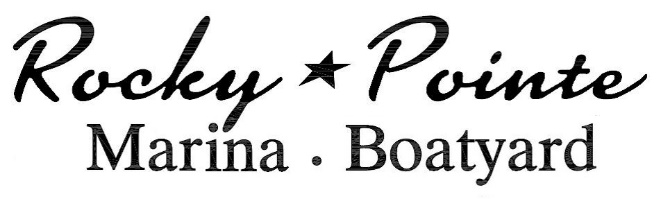 Rocky ★ Pointe
Marina . Boatyard